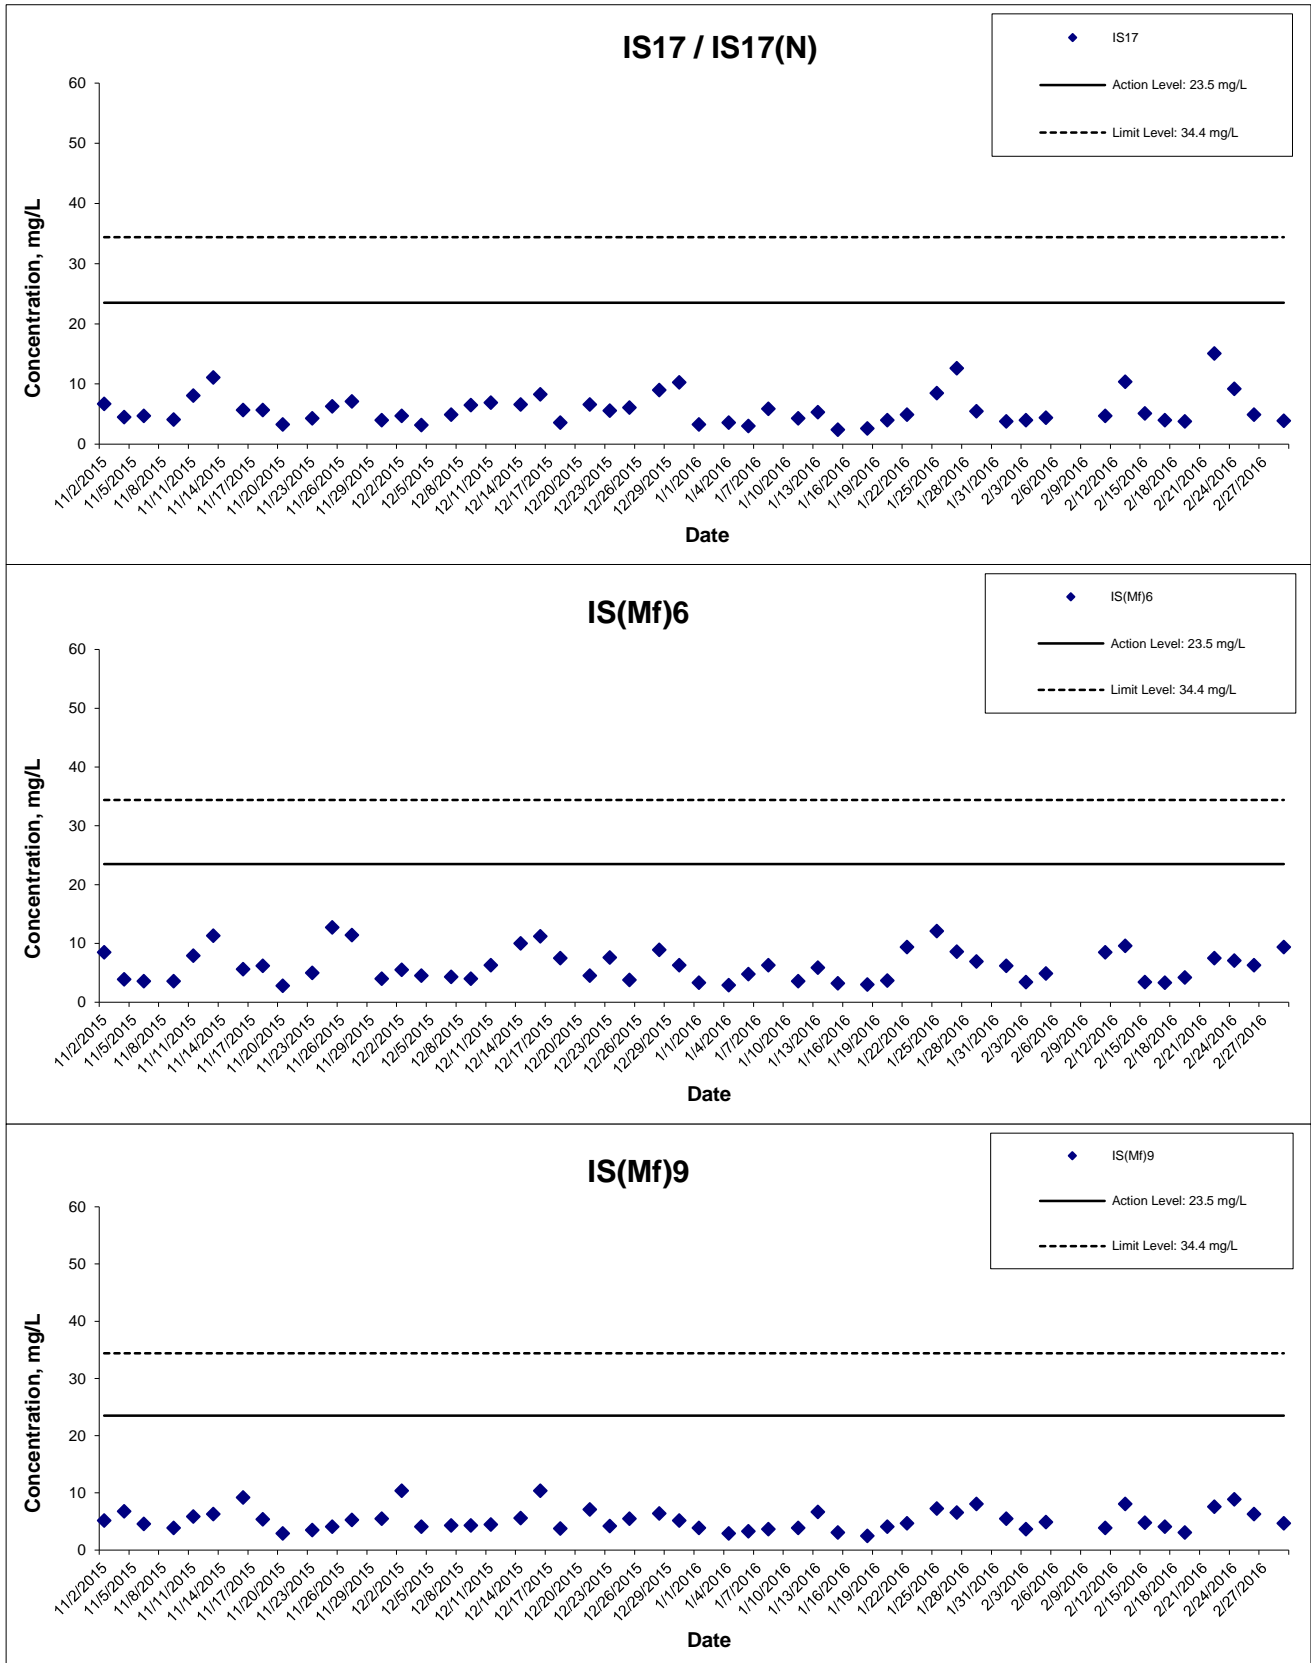 IS17 / IS17(N)
IS17
Action Level: 23.5 mg/L
Limit Level: 34.4 mg/L
Concentration, mg/L
60
50
40
30
20
10
0
11/2/2015 11/5/2015 11/8/2015 11/11/2015 11/14/2015 11/17/2015 11/20/2015 11/23/2015 11/26/2015 11/29/2015 12/2/2015 12/5/2015 12/8/2015 12/11/2015 12/14/2015 12/17/2015 12/20/2015 12/23/2015 12/26/2015 12/29/2015 1/1/2016 1/4/2016 1/7/2016 1/10/2016 1/13/2016 1/16/2016 1/19/2016 1/22/2016 1/25/2016 1/28/2016 1/31/2016 2/3/2016 2/6/2016 2/9/2016 2/12/2016 2/15/2016 2/18/2016 2/21/2016 2/24/2016 2/27/2016
Date
IS(Mf)6
IS(Mf)6
Action Level: 23.5 mg/L
Limit Level: 34.4 mg/L
Concentration, mg/L
60
50
40
30
20
10
0
11/2/2015 11/5/2015 11/8/2015 11/11/2015 11/14/2015 11/17/2015 11/20/2015 11/23/2015 11/26/2015 11/29/2015 12/2/2015 12/5/2015 12/8/2015 12/11/2015 12/14/2015 12/17/2015 12/20/2015 12/23/2015 12/26/2015 12/29/2015 1/1/2016 1/4/2016 1/7/2016 1/10/2016 1/13/2016 1/16/2016 1/19/2016 1/22/2016 1/25/2016 1/28/2016 1/31/2016 2/3/2016 2/6/2016 2/9/2016 2/12/2016 2/15/2016 2/18/2016 2/21/2016 2/24/2016 2/27/2016
Date
IS(Mf)9
IS(Mf)9
Action Level: 23.5 mg/L
Limit Level: 34.4 mg/L
Concentration, mg/L
60
50
40
30
20
10
0
11/2/2015 11/5/2015 11/8/2015 11/11/2015 11/14/2015 11/17/2015 11/20/2015 11/23/2015 11/26/2015 11/29/2015 12/2/2015 12/5/2015 12/8/2015 12/11/2015 12/14/2015 12/17/2015 12/20/2015 12/23/2015 12/26/2015 12/29/2015 1/1/2016 1/4/2016 1/7/2016 1/10/2016 1/13/2016 1/16/2016 1/19/2016 1/22/2016 1/25/2016 1/28/2016 1/31/2016 2/3/2016 2/6/2016 2/9/2016 2/12/2016 2/15/2016 2/18/2016 2/21/2016 2/24/2016 2/27/2016
Date